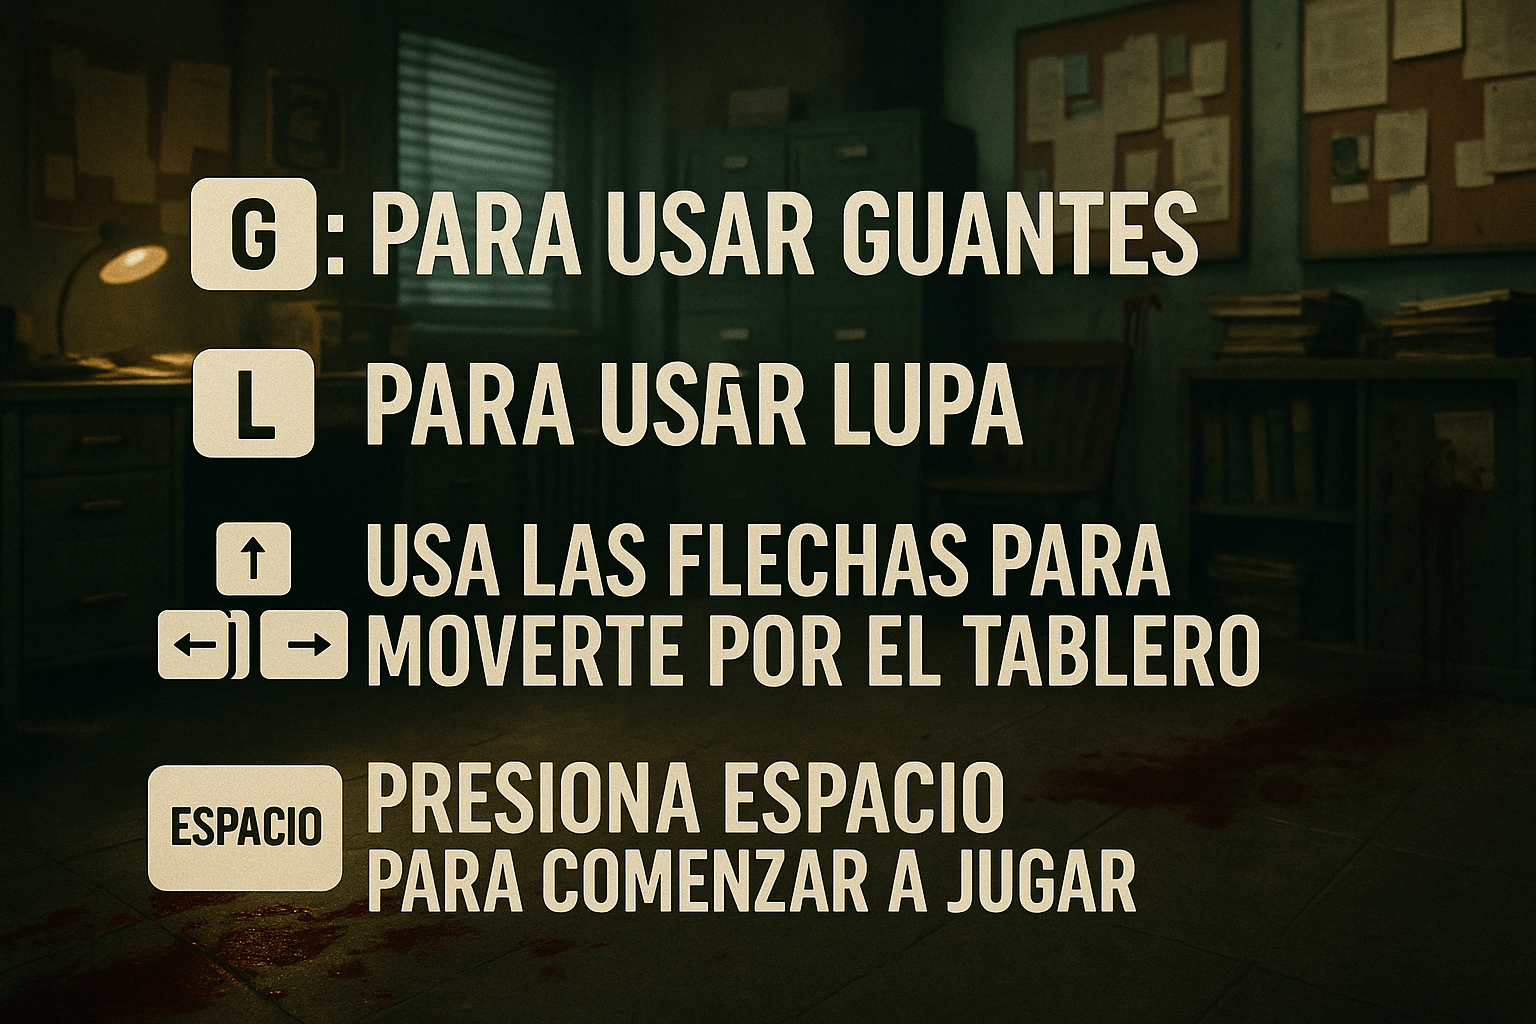 G : PARA USAR GUANTES
L PARA USAR LUPA
↑ USA LAS FLECHAS PARA
← → MOVERTE POR EL TABLERO
ESPACIO PRESIONA ESPACIO
PARA COMENZAR A JUGAR